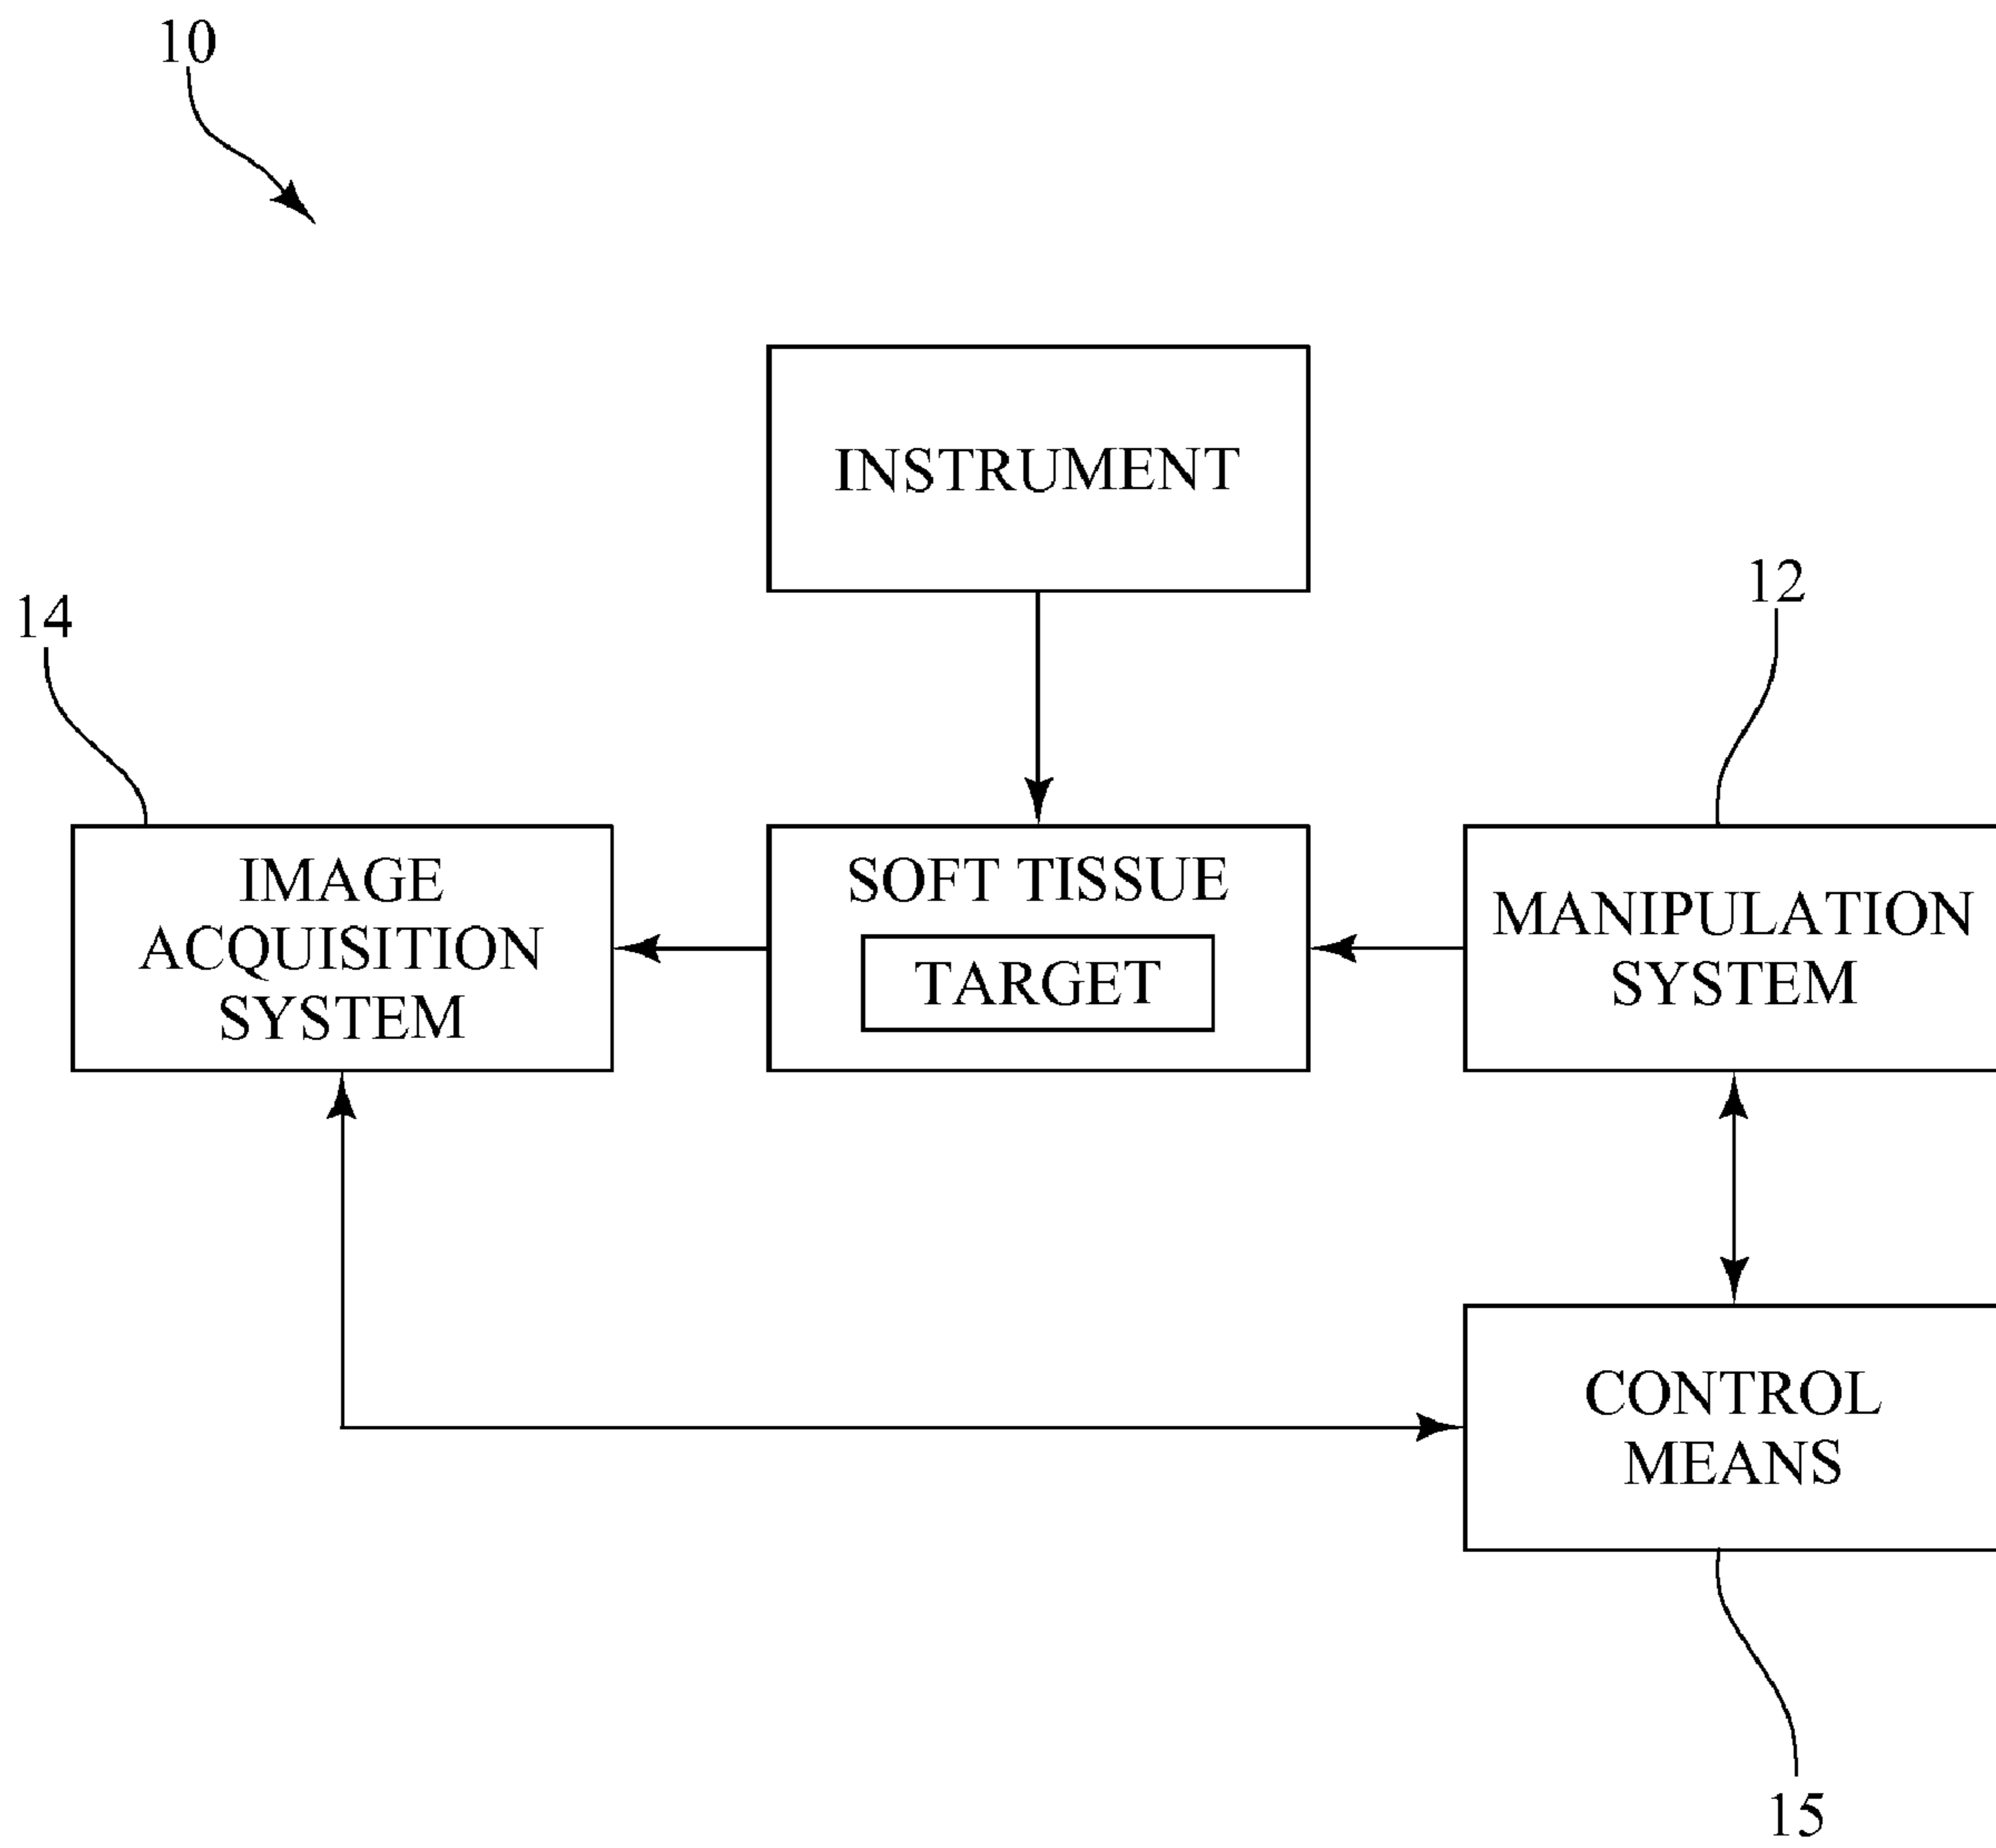 10
INSTRUMENT
12
14
IMAGE
ACQUISITION
SYSTEM
SOFT TISSUE
TARGET
MANIPULATION
SYSTEM
CONTROL
MEANS
15